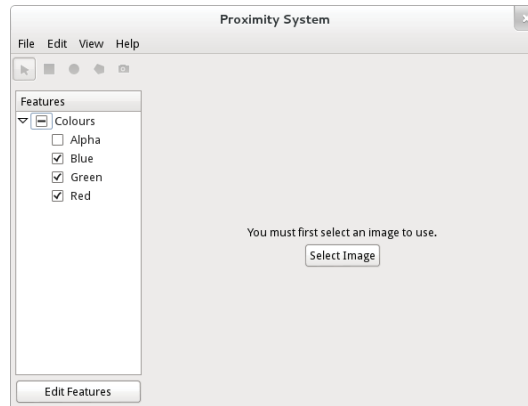 Proximity System
File Edit View Help
Features
Colours
Alpha
Blue
Green
Red
You must first select an image to use.
Select Image
Edit Features